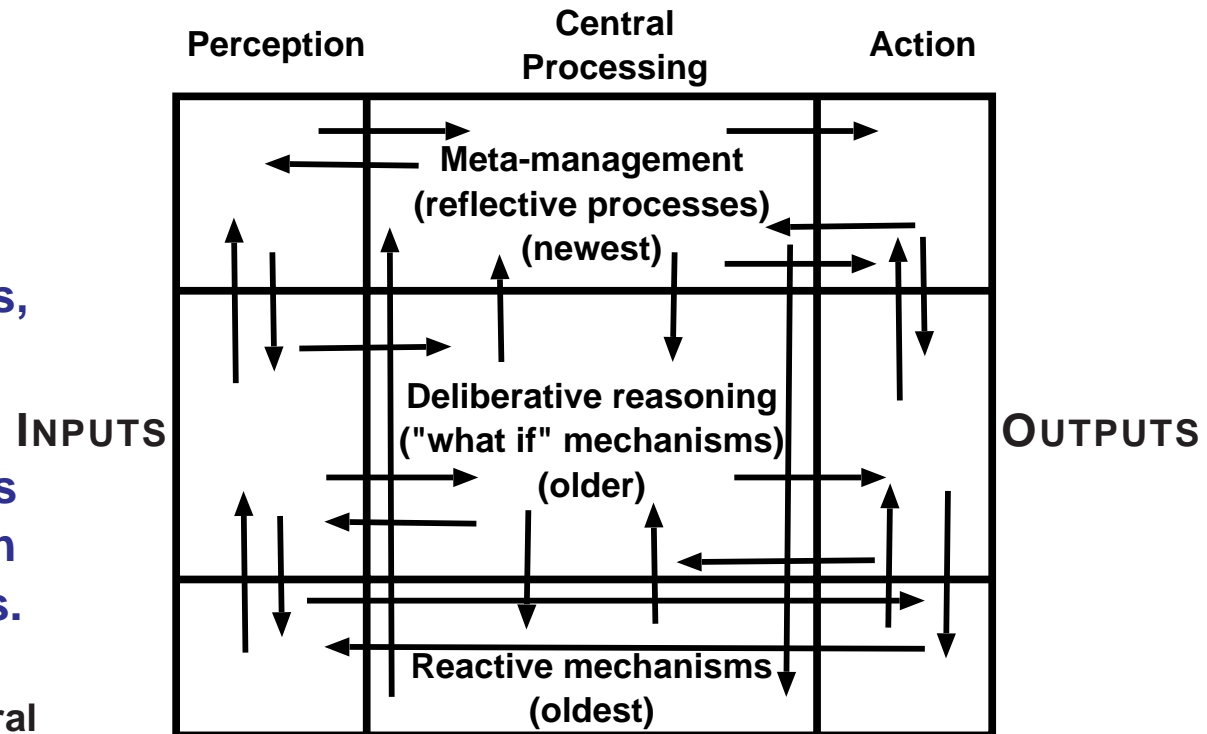 Perception
Central
Processing
Action
Meta-management
(reflective processes)
(newest)
s,
Deliberative reasoning
("what if" mechanisms)
(older)
INPUTS
OUTPUTS
s
n
s.
Reactive mechanisms
(oldest)
ral